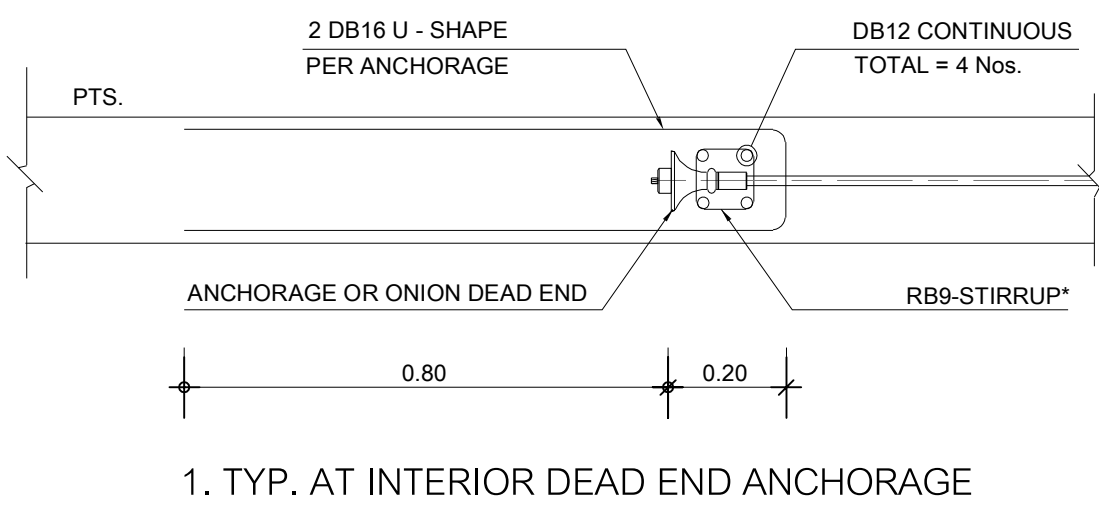 2 DB16 U - SHAPE
PER ANCHORAGE
DB12 CONTINUOUS
TOTAL = 4 Nos.
PTS.
ANCHORAGE OR ONION DEAD END
RB9-STIRRUP*
0.80
0.20
1. TYP. AT INTERIOR DEAD END ANCHORAGE